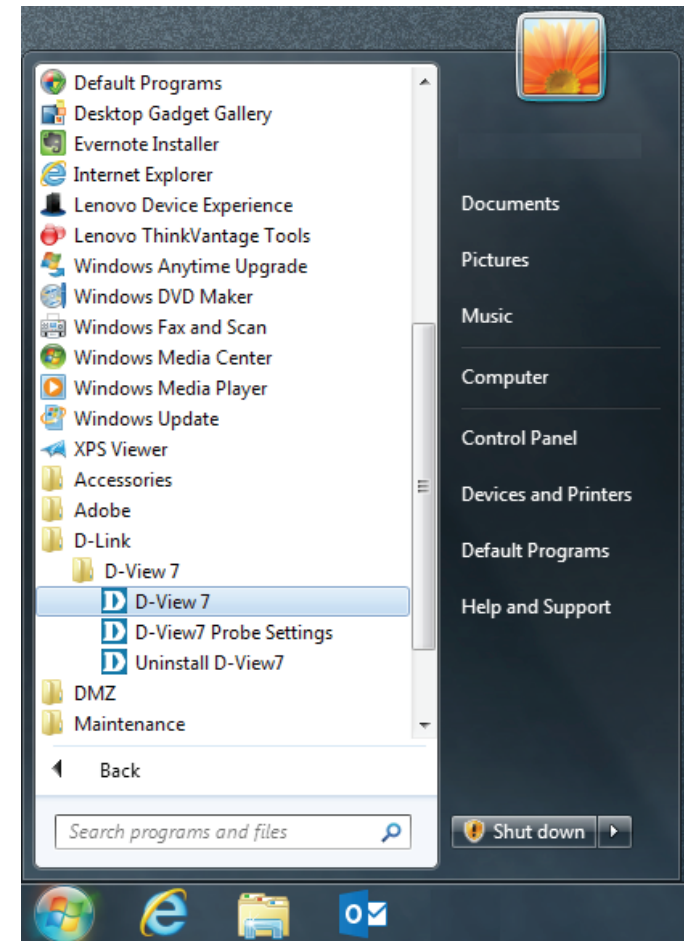 Default Programs
Desktop Gadget Gallery
Evernote Installer
Internet Explorer
Lenovo Device Experience
Lenovo ThinkVantage Tools
Windows Anytime Upgrade
Windows DVD Maker
Windows Fax and Scan
Windows Media Center
Windows Media Player
Windows Update
XPS Viewer
Accessories
Adobe
D-Link
D-View 7
D-View 7
D-View7 Probe Settings
Uninstall D-View7
DMZ
Maintenance
Back
Search programs and files
Documents
Pictures
Music
Computer
Control Panel
Devices and Printers
Default Programs
Help and Support
Shut down